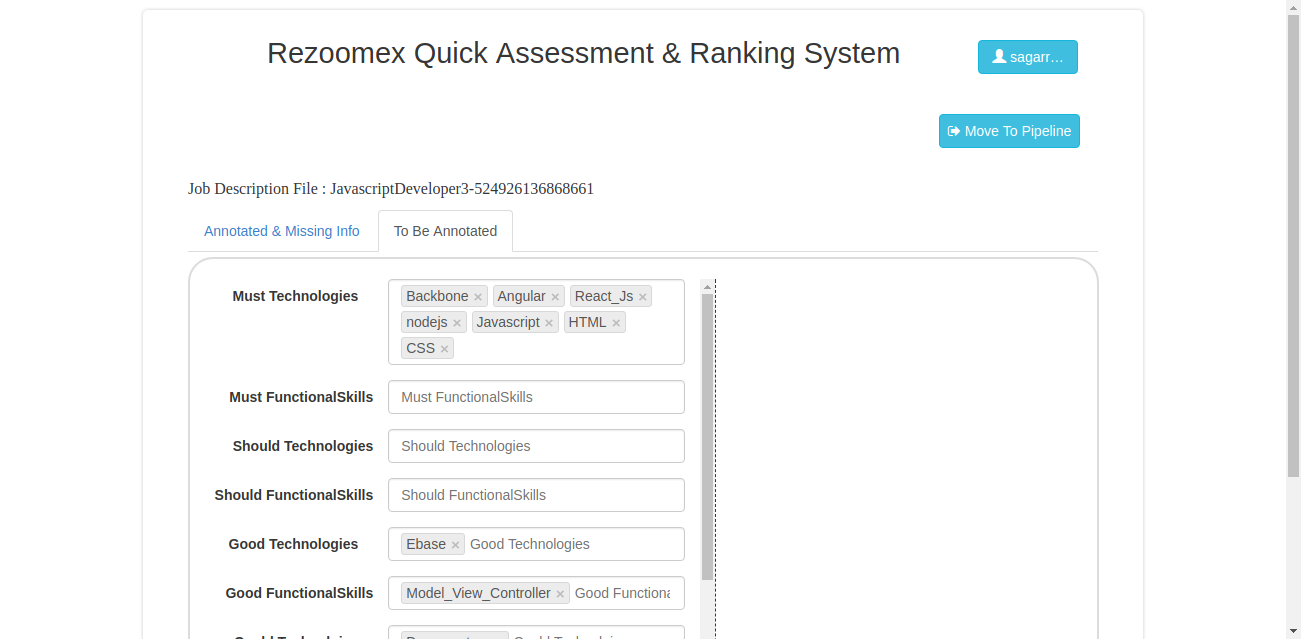 Rezoomex Quick Assessment & Ranking System
sagarr...
Move To Pipeline
Job Description File : JavascriptDeveloper3-524926136868661
Annotated & Missing Info
To Be Annotated
Must Technologies
Backbone × Angular × React_Js ×
nodejs × Javascript × HTML ×
CSS ×
Must FunctionalSkills
Must FunctionalSkills
Should Technologies
Should Technologies
Should FunctionalSkills
Should FunctionalSkills
Good Technologies
Ebase × Good Technologies
Good FunctionalSkills
Model_View_Controller × Good Functiona